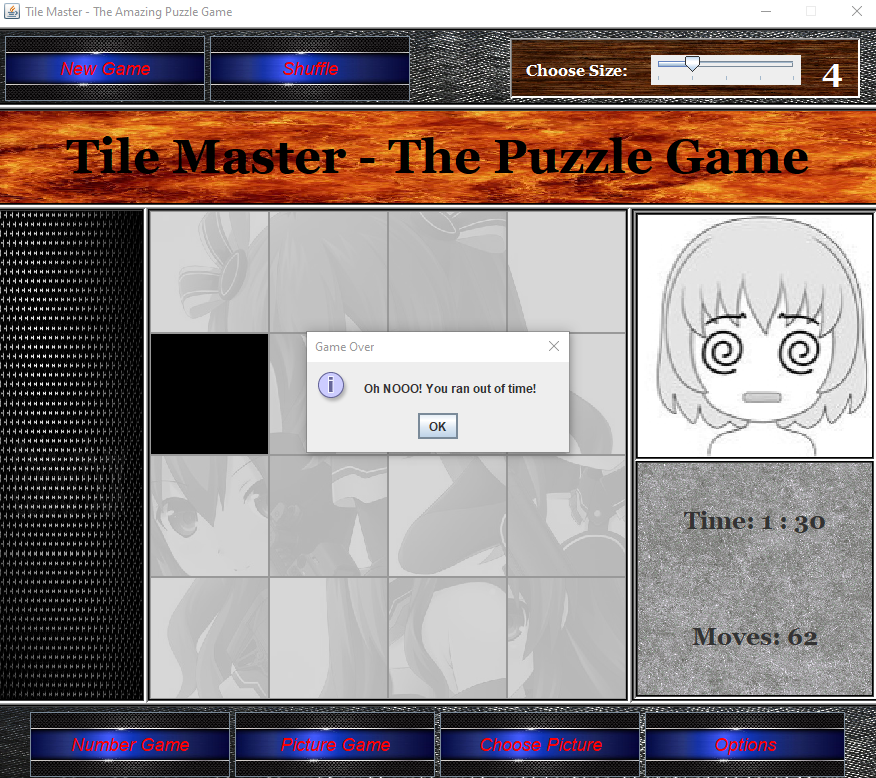 Tile Master - The Amazing Puzzle Game
New Game
Shuffle
Choose Size:
4
Tile Master - The Puzzle Game
Game Over
Oh NOOO! You ran out of time!
OK
Time: 1 : 30
Moves: 62
Number Game
Picture Game
Choose Picture
Options